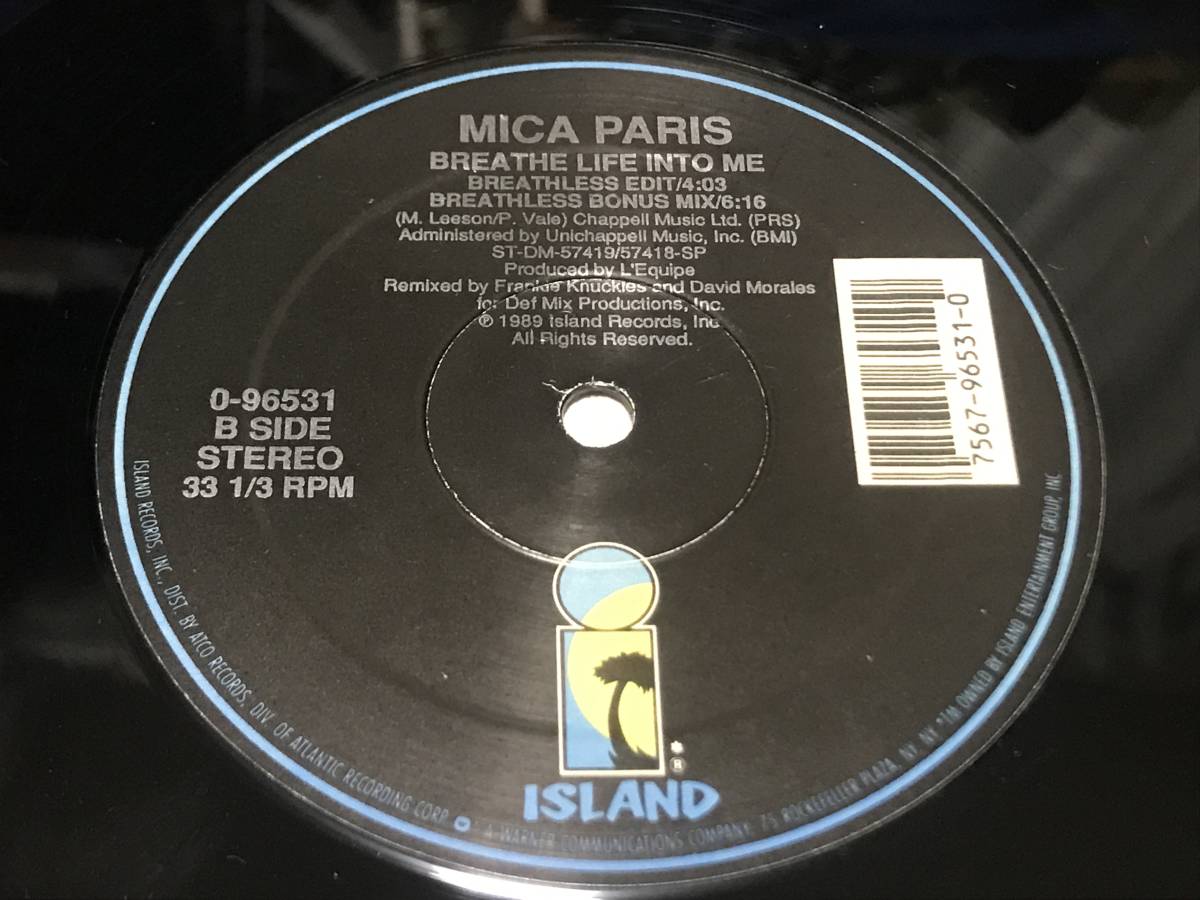 MICA PARIS
BREATHE LIFE INTO ME
BREATHLESS EDIT/4:03
BREATHLESS BONUS MIX/6:16
(M. Leeson/P. Vale) Chappell Music Ltd. (PRS)
Administered by Unichappell Music, Inc. (BMI)
ST-DM-57419/57418-SP
Produced by L'Equipe
Remixed by Frankie Knuckles and David Morales
for Def Mix Productions, Inc.
℗ 1989 Island Records, Inc.
All Rights Reserved.
0-96531
B SIDE
STEREO
33 1/3 RPM
7567-96531-0
*
®
ISLAND
ISLAND RECORDS, INC., DIST. BY ATCO RECORDS, DIV. OF ATLANTIC RECORDING CORP. A WARNER COMMUNICATIONS COMPANY. 75 ROCKEFELLER PLAZA, NY, NY *TM OWNED BY ISLAND ENTERTAINMENT GROUP, INC